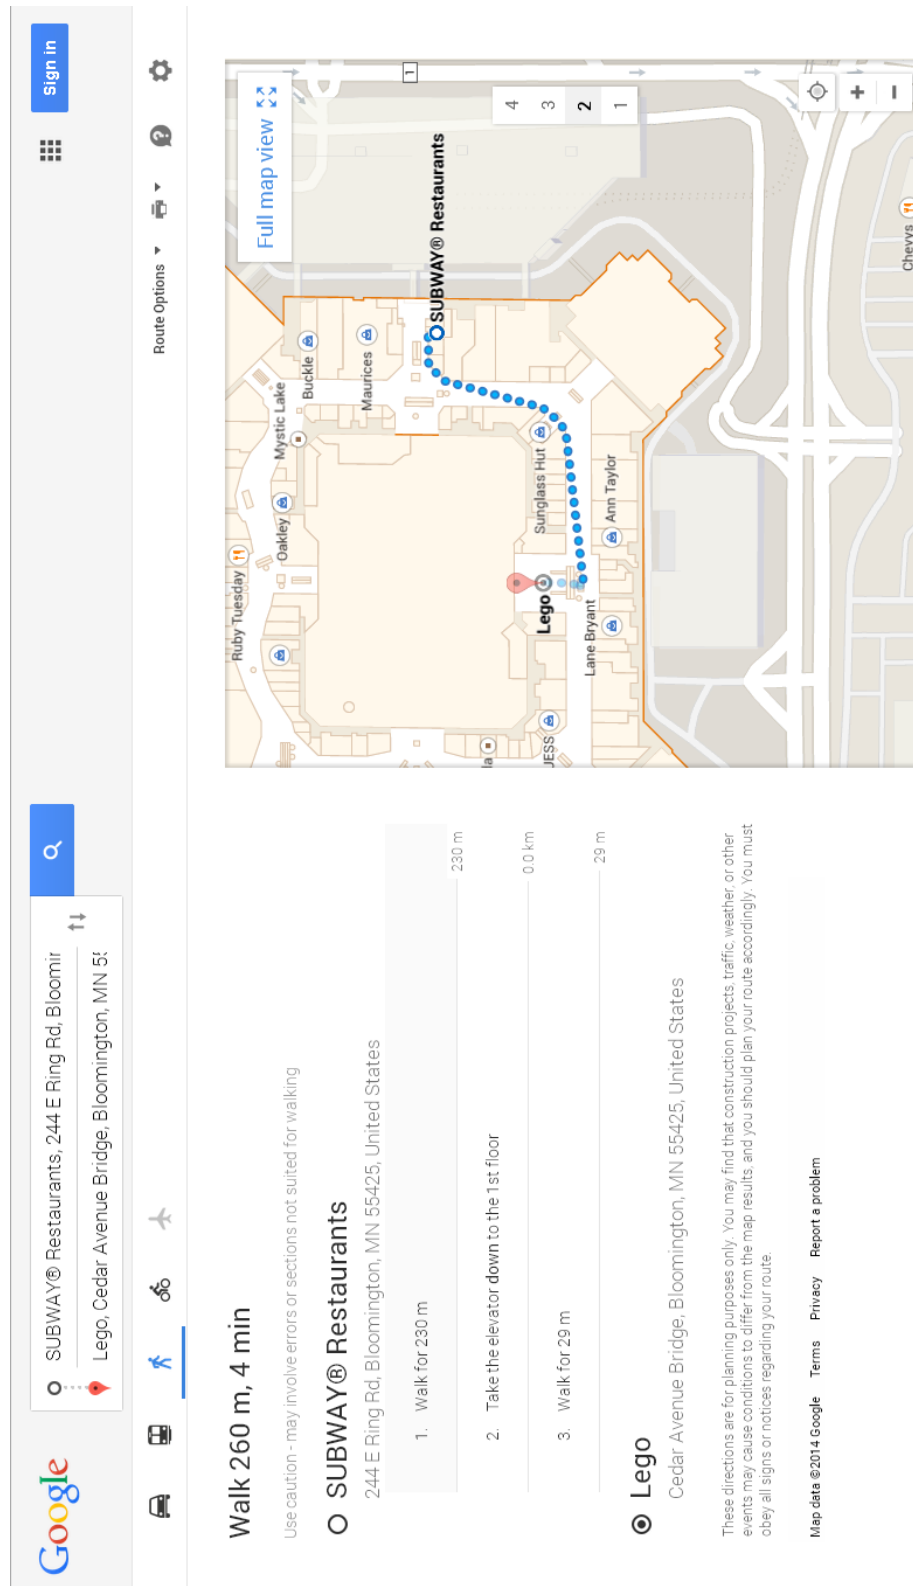 Google
SUBWAY® Restaurants, 244 E Ring Rd, Bloomin
Lego, Cedar Avenue Bridge, Bloomington, MN 55
Sign in
Route Options
Walk 260 m, 4 min
Use caution - may involve errors or sections not suited for walking
SUBWAY® Restaurants
244 E Ring Rd, Bloomington, MN 55425, United States
1. Walk for 230 m
230 m
2. Take the elevator down to the 1st floor
0.0 km
3. Walk for 29 m
29 m
Lego
Cedar Avenue Bridge, Bloomington, MN 55425, United States
These directions are for planning purposes only. You may find that construction projects, traffic, weather, or other
events may cause conditions to differ from the map results, and you should plan your route accordingly. You must
obey all signs or notices regarding your route.
Map data ©2014 Google Terms Privacy Report a problem
Full map view
Ruby Tuesday
Oakley
Mystic Lake
Buckle
Maurices
SUBWAY® Restaurants
1
4
3
2
1
Sunglass Hut
Lego
Ann Taylor
Lane Bryant
la
JESS
Chevys